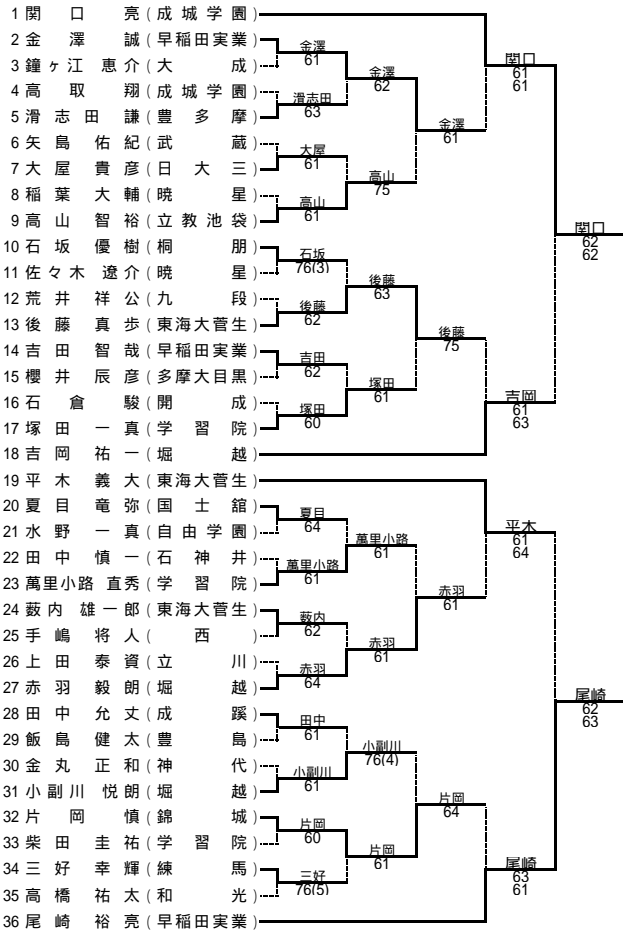 1 関口 亮 (成城学園)
2 金澤 誠 (早稲田実業)
3 鐘ヶ江 恵介 (大成)
4 高取 翔 (成城学園)
5 滑志田 謙 (豊多摩)
6 矢島 佑紀 (武蔵)
7 大屋 貴彦 (日大三)
8 稲葉 大輔 (暁星)
9 高山 智裕 (立教池袋)
10 石坂 優樹 (桐朋)
11 佐々木 遼介 (暁星)
12 荒井 祥公 (九段)
13 後藤 真歩 (東海大菅生)
14 吉田 智哉 (早稲田実業)
15 櫻井 辰彦 (多摩大目黒)
16 石倉 駿 (開成)
17 塚田 一真 (学習院)
18 吉岡 祐一 (堀越)
19 平木 義大 (東海大菅生)
20 夏目 竜弥 (国士舘)
21 水野 一真 (自由学園)
22 田中 慎一 (石神井)
23 萬里小路 直秀 (学習院)
24 薮内 雄一郎 (東海大菅生)
25 手嶋 将人 (西)
26 上田 泰資 (立川)
27 赤羽 毅朗 (堀越)
28 田中 允丈 (成蹊)
29 飯島 健太 (豊島)
30 金丸 正和 (神代)
31 小副川 悦朗 (堀越)
32 片岡 慎 (錦城)
33 柴田 圭祐 (学習院)
34 三好 幸輝 (練馬)
35 高橋 祐太 (和光)
36 尾崎 裕亮 (早稲田実業)
金澤
61
滑志田
63
大屋
61
高山
61
石坂
76(3)
後藤
62
吉田
62
塚田
60
夏目
64
萬里小路
61
薮内
62
赤羽
64
田中
61
小副川
61
片岡
60
三好
76(5)
金澤
62
高山
75
後藤
63
塚田
61
萬里小路
61
赤羽
61
小副川
76(4)
片岡
61
金澤
61
後藤
75
赤羽
61
片岡
64
関口
61
61
吉岡
61
63
平木
61
64
尾崎
63
61
関口
62
62
尾崎
62
63